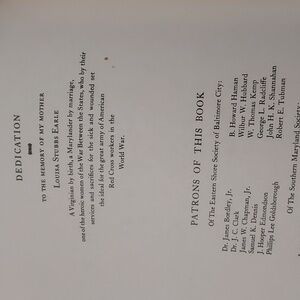 DEDICATION
TO THE MEMORY OF MY MOTHER
LOUISA STUBBS EARLE
A Virginian by birth, a Marylander by marriage,
one of the heroic women of the War Between the States, who by their
services and sacrifices for the sick and wounded set
the ideal for the great army of American
Red Cross workers in the
World War.
PATRONS OF THIS BOOK
Of The Eastern Shore Society of Baltimore City:
Dr. James Bordley, Jr.
Dr. J. C. Clark
James W. Chapman, Jr.
Samuel K. Dennis
J. Hooper Edmondson
Phillips Lee Goldsborough
B. Howard Haman
Wilbur W. Hubbard
W. Thomas Kemp
George L. Radcliffe
John H. K. Shannahan
Robert E. Tubman
Of The Southern Maryland Society: